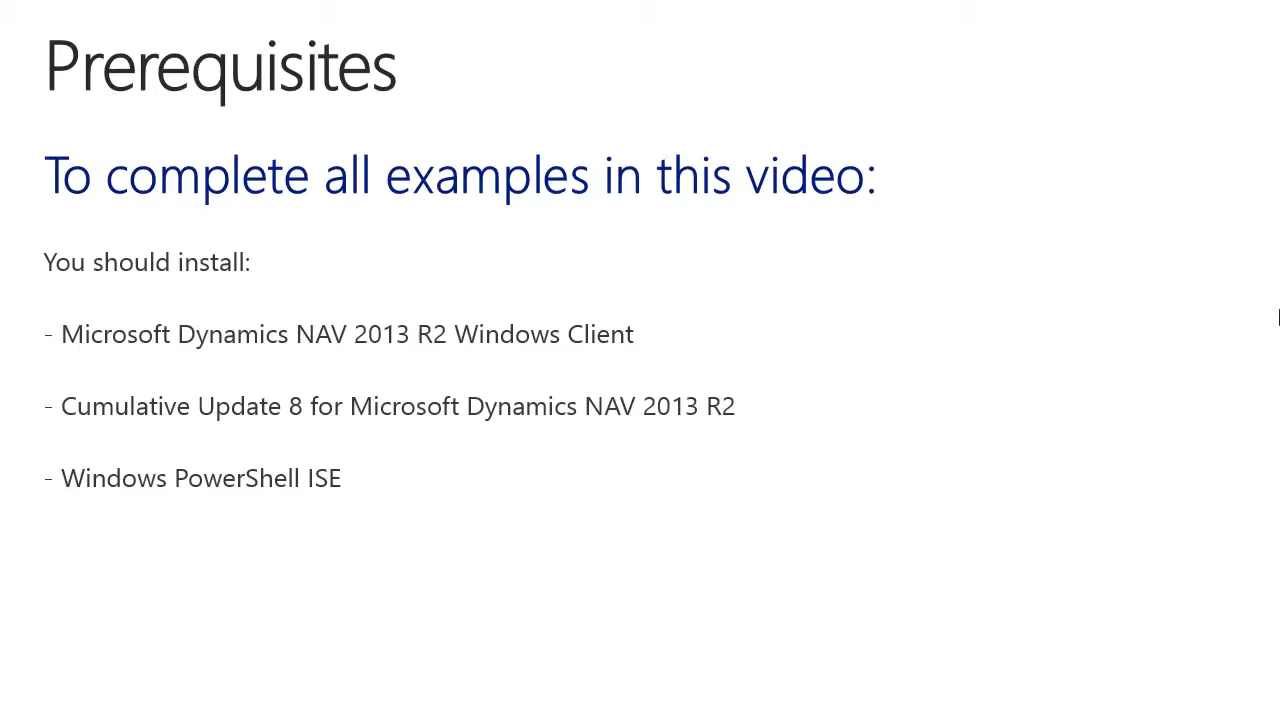 Prerequisites
To complete all examples in this video:
You should install:
- Microsoft Dynamics NAV 2013 R2 Windows Client
- Cumulative Update 8 for Microsoft Dynamics NAV 2013 R2
- Windows PowerShell ISE